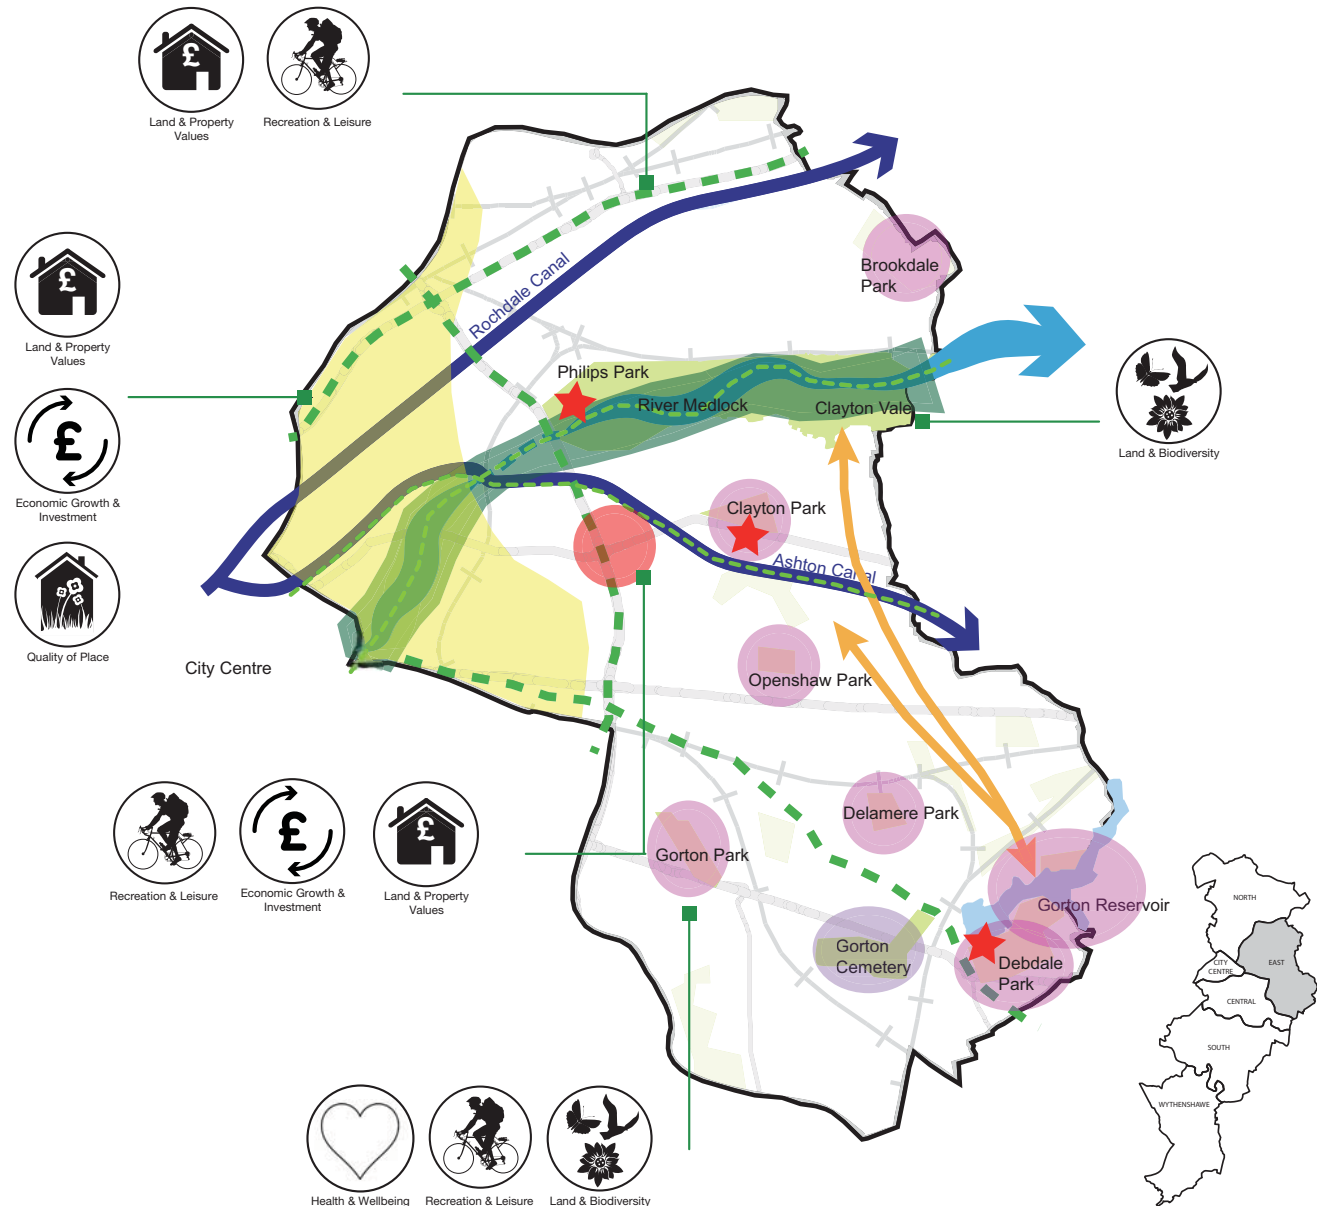 Land & Property
Values
Recreation & Leisure
Rochdale Canal
Brookdale
Park
Land & Property
Values
Philips Park
River Medlock
Clayton Vale
Land & Biodiversity
Economic Growth &
Investment
Clayton Park
Ashton Canal
Quality of Place
City Centre
Openshaw Park
Delamere Park
Gorton Park
Recreation & Leisure
Economic Growth &
Investment
Land & Property
Values
Gorton Reservoir
Gorton
Cemetery
Debdale
Park
NORTH
CITY
CENTRE
EAST
CENTRAL
SOUTH
WYTHENSHAWE
Health & Wellbeing
Recreation & Leisure
Land & Biodiversity
£
£
£
£
£